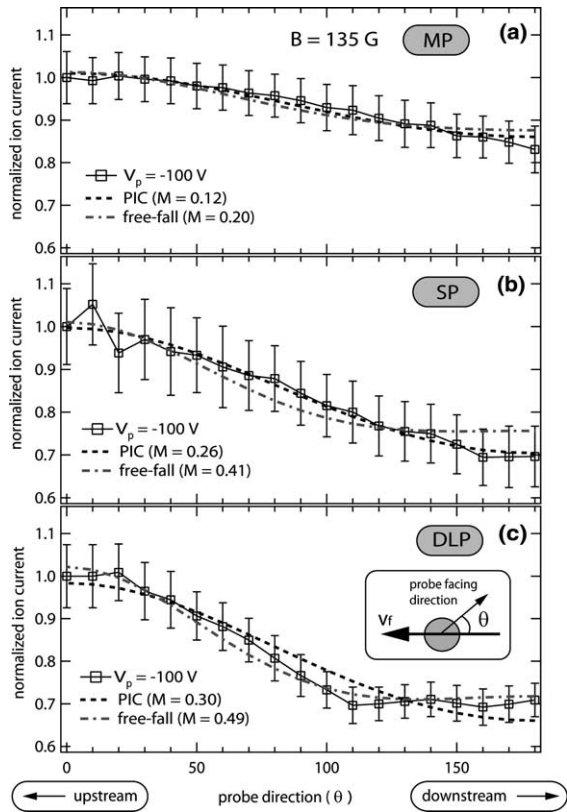 B = 135 G
MP
(a)
normalized ion current
1.1
1.0
0.9
0.8
0.7
0.6
Vp = -100 V
PIC (M = 0.12)
free-fall (M = 0.20)
SP
(b)
normalized ion current
1.1
1.0
0.9
0.8
0.7
0.6
Vp = -100 V
PIC (M = 0.26)
free-fall (M = 0.41)
DLP
(c)
probe facing
direction
Vf
θ
normalized ion current
1.1
1.0
0.9
0.8
0.7
0.6
Vp = -100 V
PIC (M = 0.30)
free-fall (M = 0.49)
0 50 100 150
upstream probe direction (θ) downstream